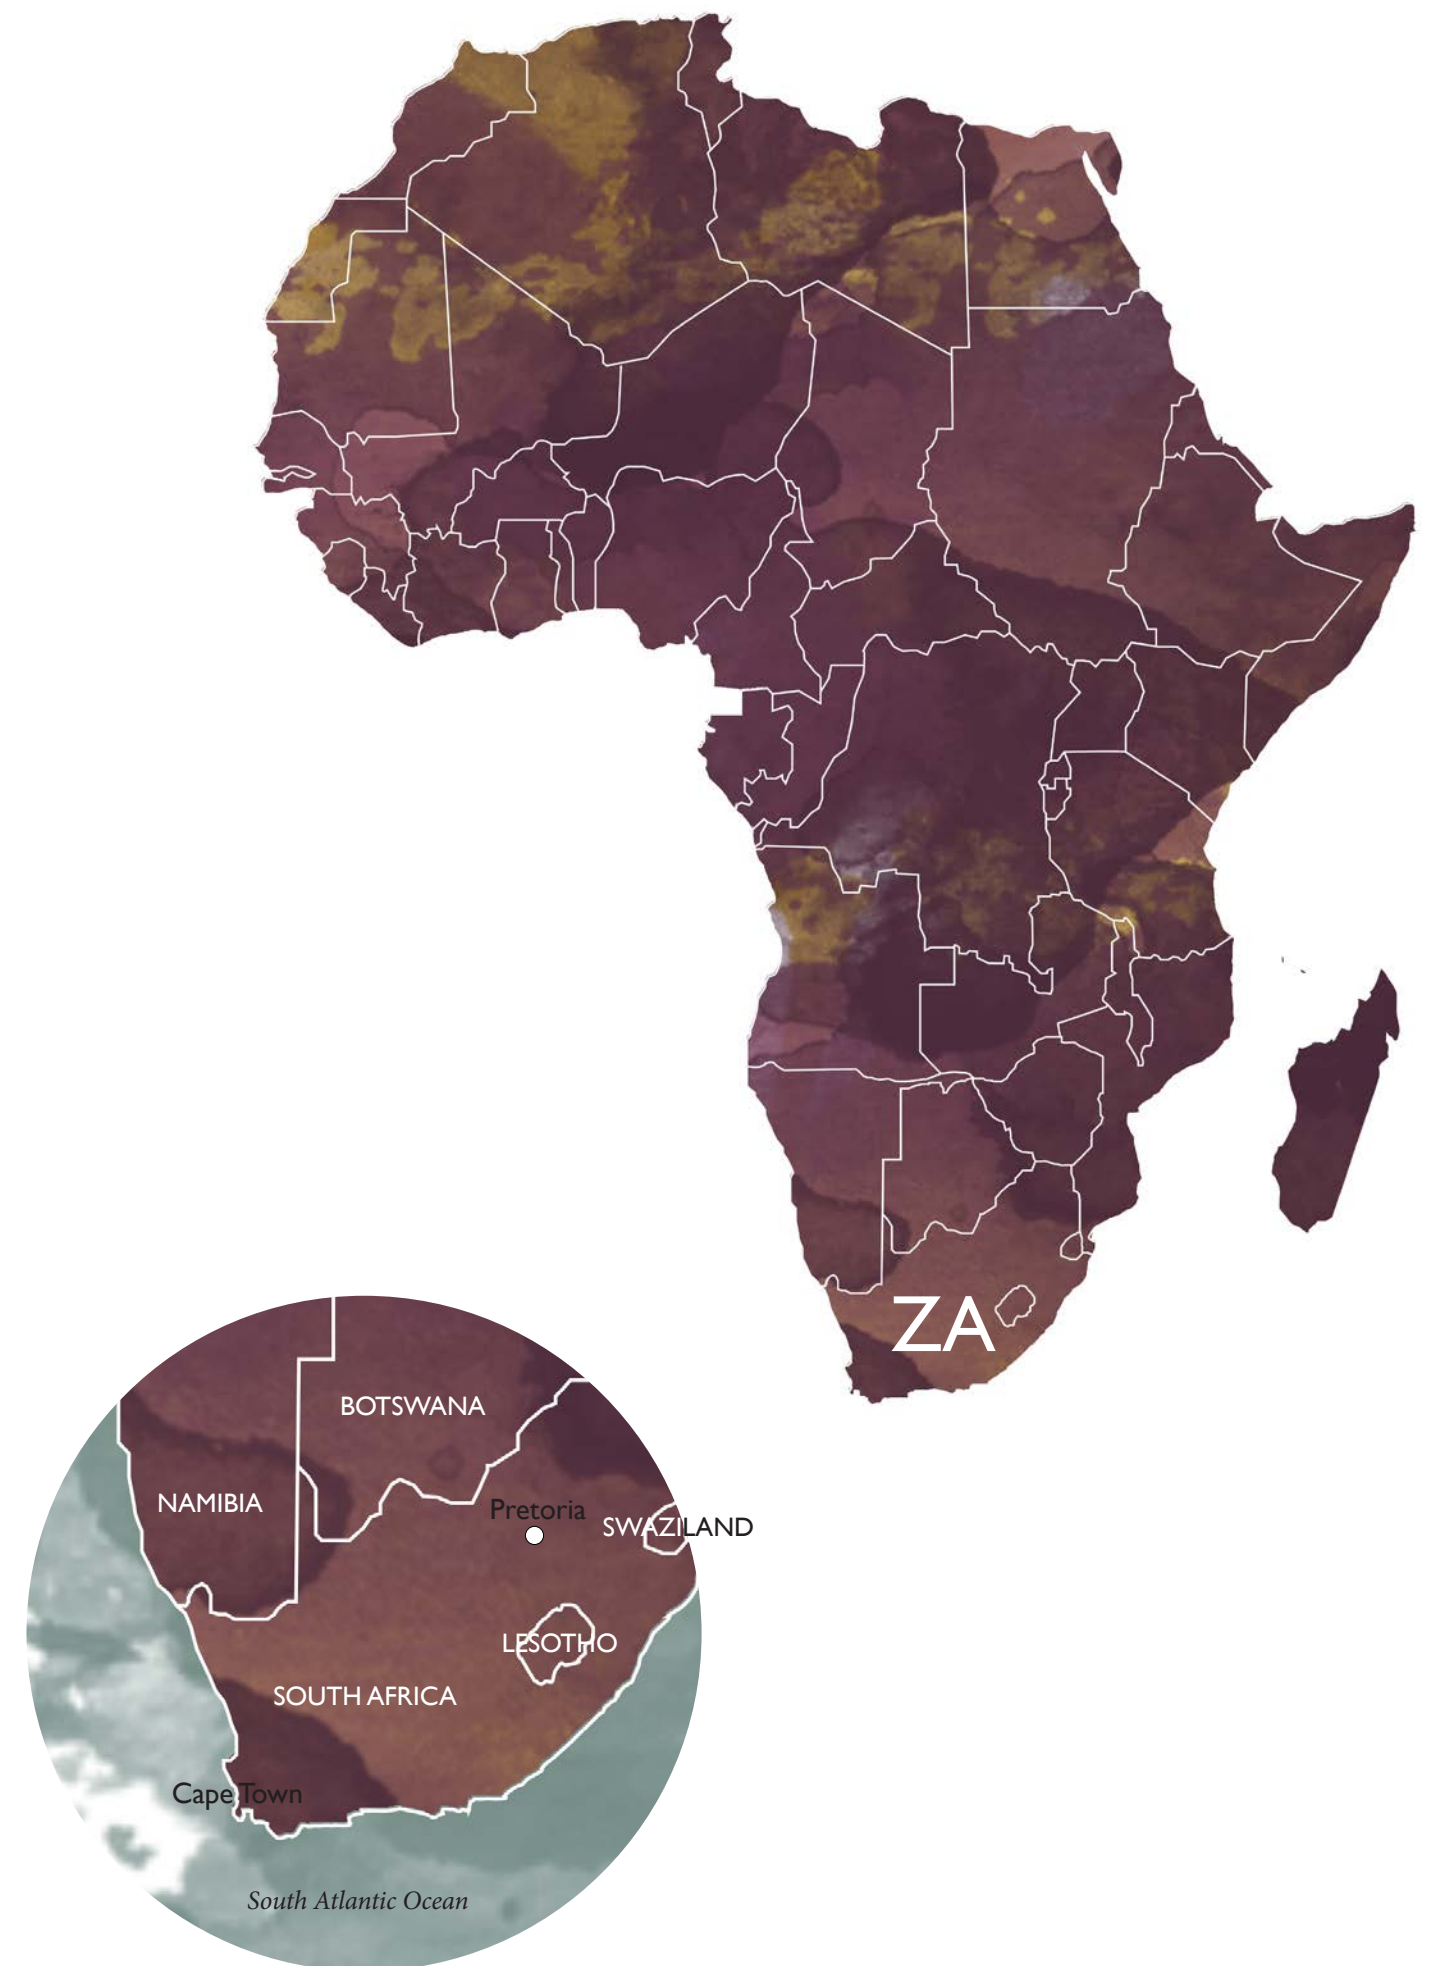 ZA
BOTSWANA
NAMIBIA
Pretoria
SWAZILAND
LESOTHO
SOUTH AFRICA
Cape Town
South Atlantic Ocean